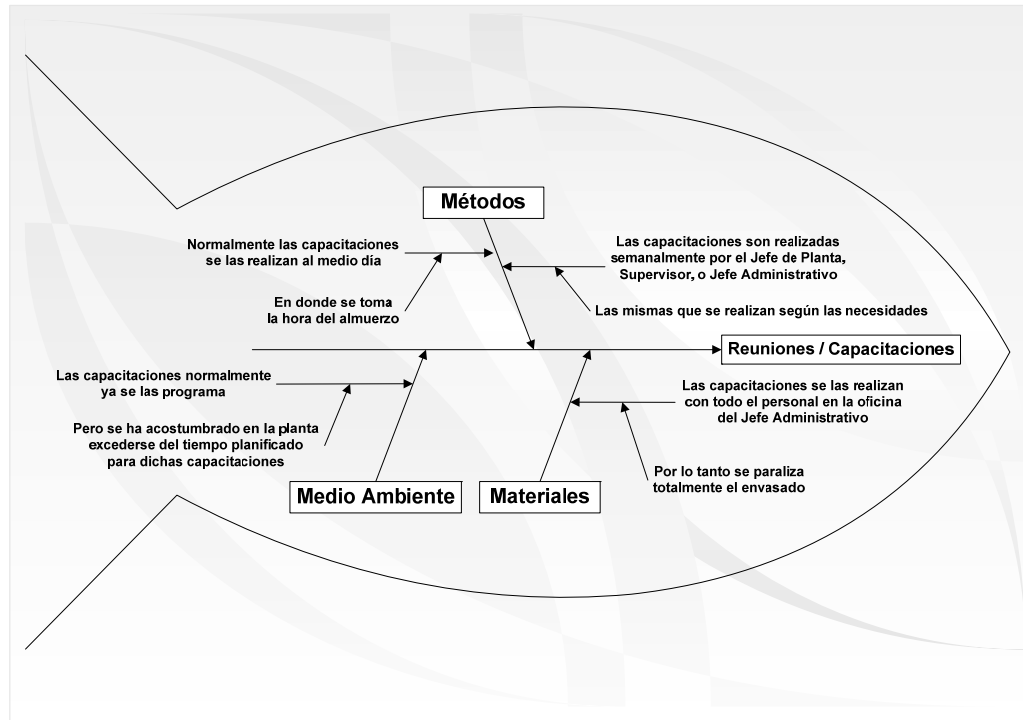 Métodos
Normalmente las capacitaciones
se las realizan al medio día
En donde se toma
la hora del almuerzo
Las capacitaciones son realizadas
semanalmente por el Jefe de Planta,
Supervisor, o Jefe Administrativo
Las mismas que se realizan según las necesidades
Reuniones / Capacitaciones
Las capacitaciones normalmente
ya se las programa
Pero se ha acostumbrado en la planta
excederse del tiempo planificado
para dichas capacitaciones
Medio Ambiente
Las capacitaciones se las realizan
con todo el personal en la oficina
del Jefe Administrativo
Por lo tanto se paraliza
totalmente el envasado
Materiales